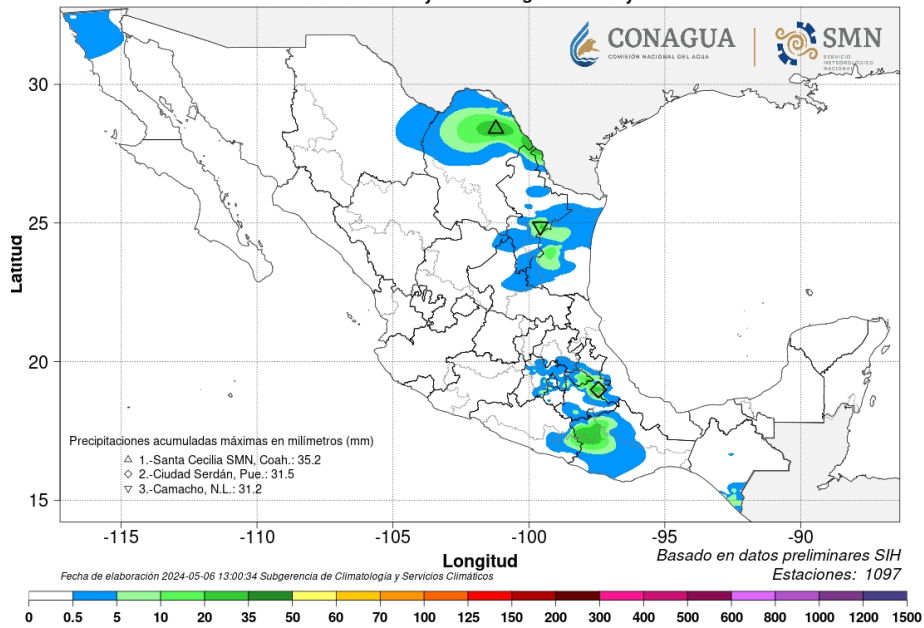 CONAGUA
COMISIÓN NACIONAL DEL AGUA
SMN
SERVICIO
METEOROLÓGICO
NACIONAL
30
25
20
15
Latitud
Precipitaciones acumuladas máximas en milímetros (mm)
1.-Santa Cecilia SMN, Coah.: 35.2
2.-Ciudad Serdán, Pue.: 31.5
3.-Camacho, N.L.: 31.2
-115 -110 -105 -100 -95 -90
Longitud
Basado en datos preliminares SIH
Estaciones: 1097
Fecha de elaboración 2024-05-06 13:00:34 Subgerencia de Climatología y Servicios Climáticos
0 0.5 5 10 20 35 50 60 70 100 125 150 200 300 400 500 600 800 1000 1200 1500